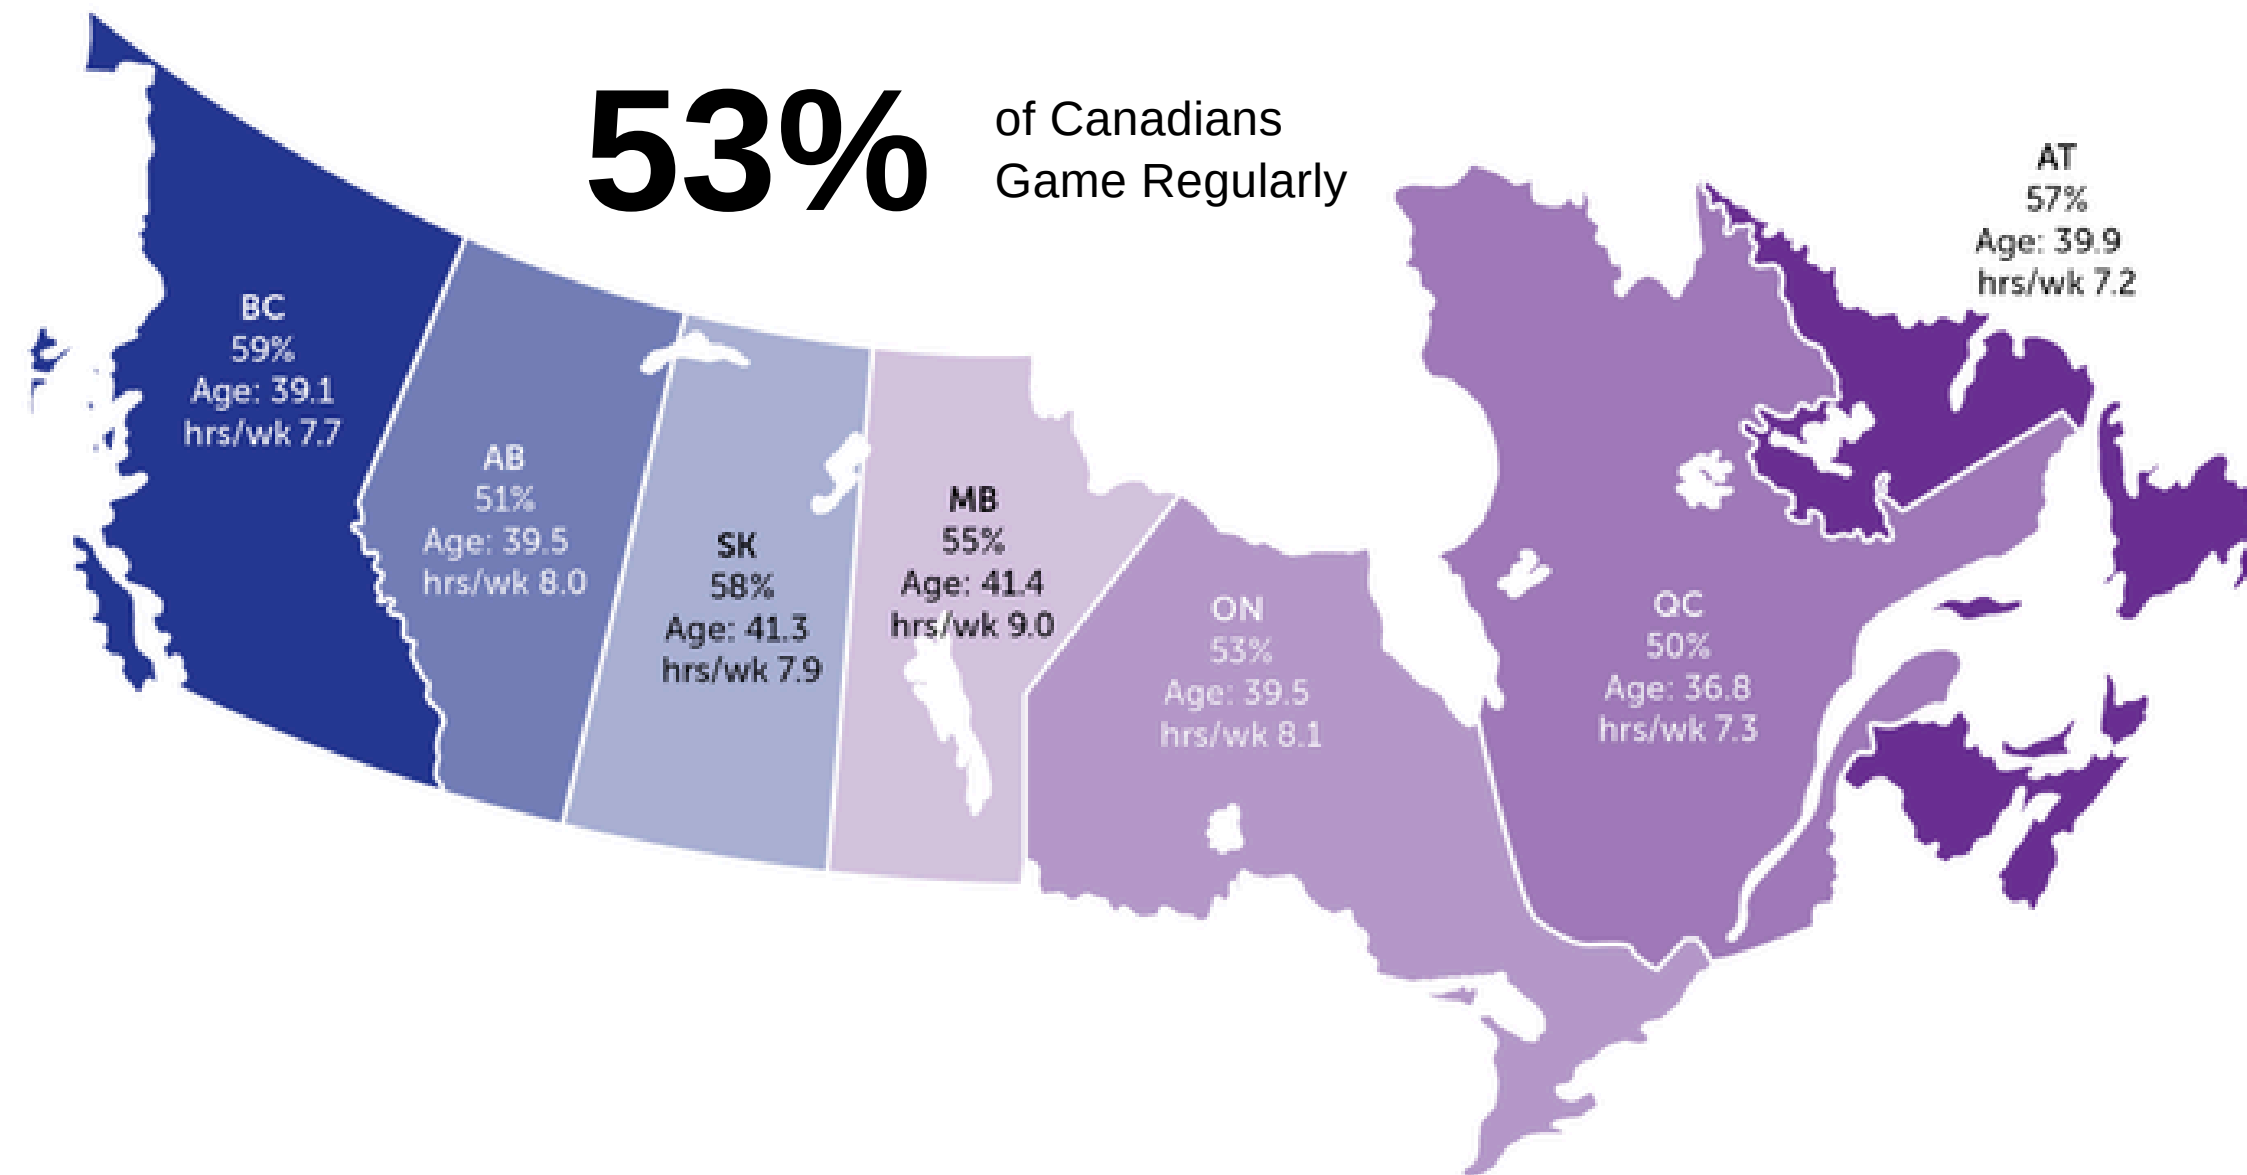 53%
of Canadians
Game Regularly
BC
59%
Age: 39.1
hrs/wk 7.7
AB
51%
Age: 39.5
hrs/wk 8.0
SK
58%
Age: 41.3
hrs/wk 7.9
MB
55%
Age: 41.4
hrs/wk 9.0
ON
53%
Age: 39.5
hrs/wk 8.1
QC
50%
Age: 36.8
hrs/wk 7.3
AT
57%
Age: 39.9
hrs/wk 7.2